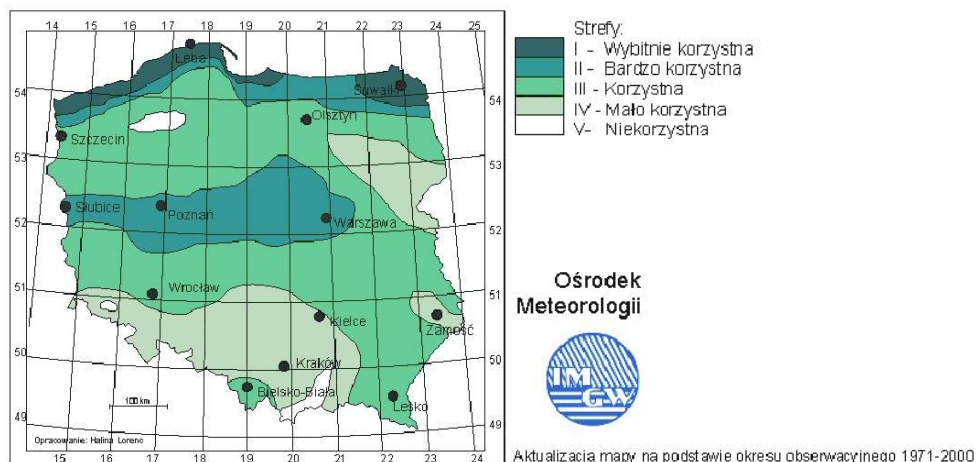 14 15 16 17 18 19 20 21 22 23 24 25
Strefy:
I - Wybitnie korzystna
II - Bardzo korzystna
III - Korzystna
IV - Mało korzystna
V- Niekorzystna
Łeba
Suwałki
54
54
Olsztyn
Szczecin
53
53
Słubice
Poznań
Warszawa
52
52
Wrocław
51
51
Kielce
Zamość
Ośrodek
Meteorologii
50
50
Kraków
Bielsko-Biała
Lesko
IM
GW
100 km
49
49
Opracowanie: Halina Lorenc
15 16 17 18 19 20 21 22 23 24
Aktualizacja mapy na podstawie okresu obserwacyjnego 1971-2000